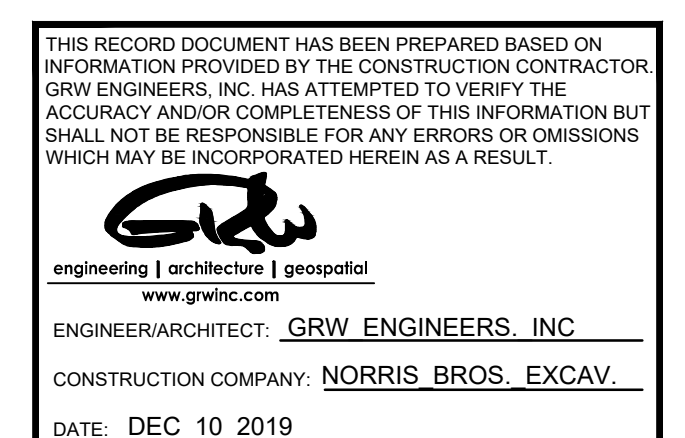 THIS RECORD DOCUMENT HAS BEEN PREPARED BASED ON
INFORMATION PROVIDED BY THE CONSTRUCTION CONTRACTOR.
GRW ENGINEERS, INC. HAS ATTEMPTED TO VERIFY THE
ACCURACY AND/OR COMPLETENESS OF THIS INFORMATION BUT
SHALL NOT BE RESPONSIBLE FOR ANY ERRORS OR OMISSIONS
WHICH MAY BE INCORPORATED HEREIN AS A RESULT.
GRW
engineering | architecture | geospatial
www.grwinc.com
ENGINEER/ARCHITECT: GRW ENGINEERS. INC
CONSTRUCTION COMPANY: NORRIS BROS. EXCAV.
DATE: DEC 10 2019